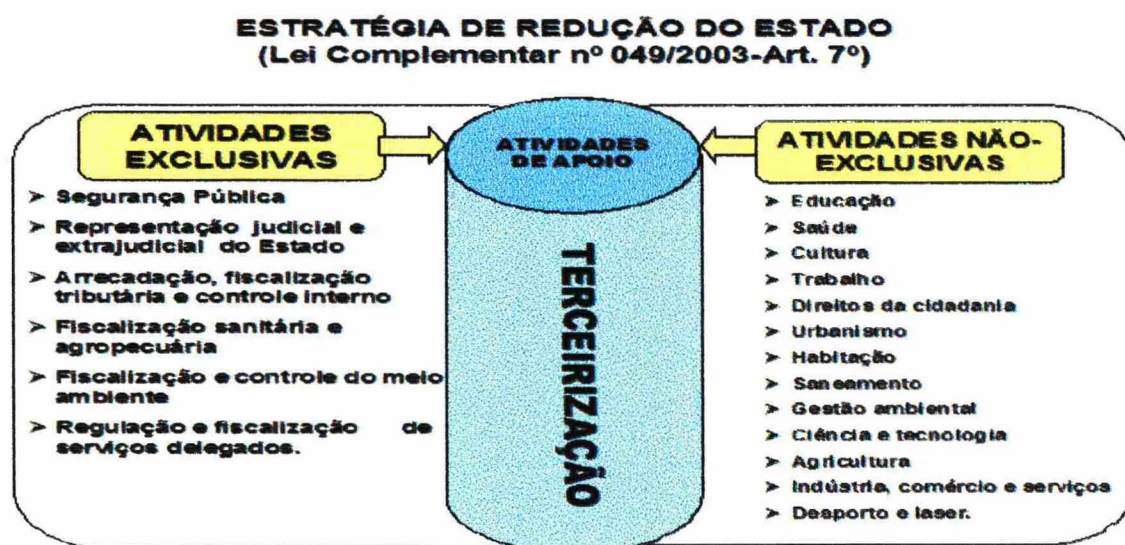 ESTRATÉGIA DE REDUÇÃO DO ESTADO
(Lei Complementar nº 049/2003-Art. 7º)
ATIVIDADES
EXCLUSIVAS
➢ Segurança Pública
➢ Representação judicial e
extrajudicial do Estado
➢ Arrecadação, fiscalização
tributária e controle interno
➢ Fiscalização sanitária e
agropecuária
➢ Fiscalização e controle do meio
ambiente
➢ Regulação e fiscalização de
serviços delegados.
ATIVIDADES
DE APOIO
TERCEIRIZAÇÃO
ATIVIDADES NÃO-
EXCLUSIVAS
➢ Educação
➢ Saúde
➢ Cultura
➢ Trabalho
➢ Direitos da cidadania
➢ Urbanismo
➢ Habitação
➢ Saneamento
➢ Gestão ambiental
➢ Ciência e tecnologia
➢ Agricultura
➢ Indústria, comércio e serviços
➢ Desporto e laser.